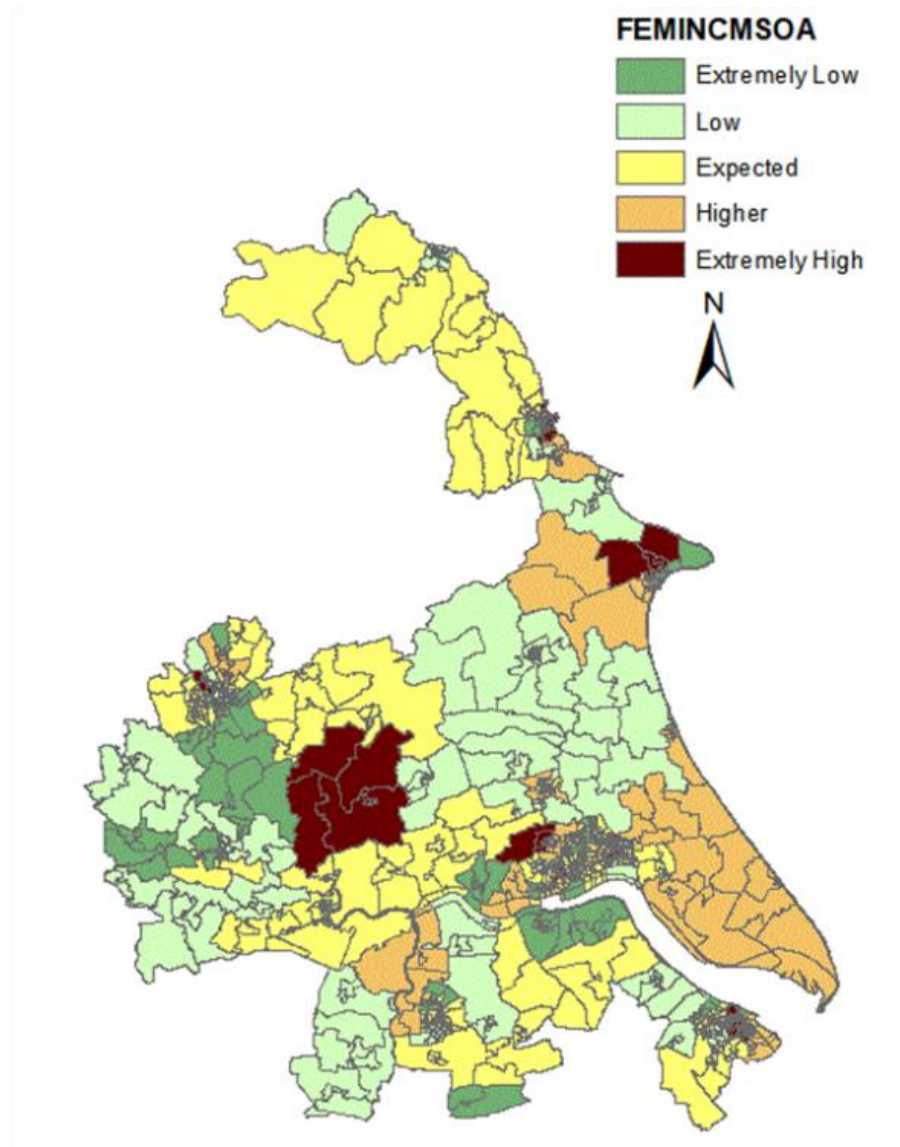 FEMINCMSOA
Extremely Low
Low
Expected
Higher
Extremely High
N